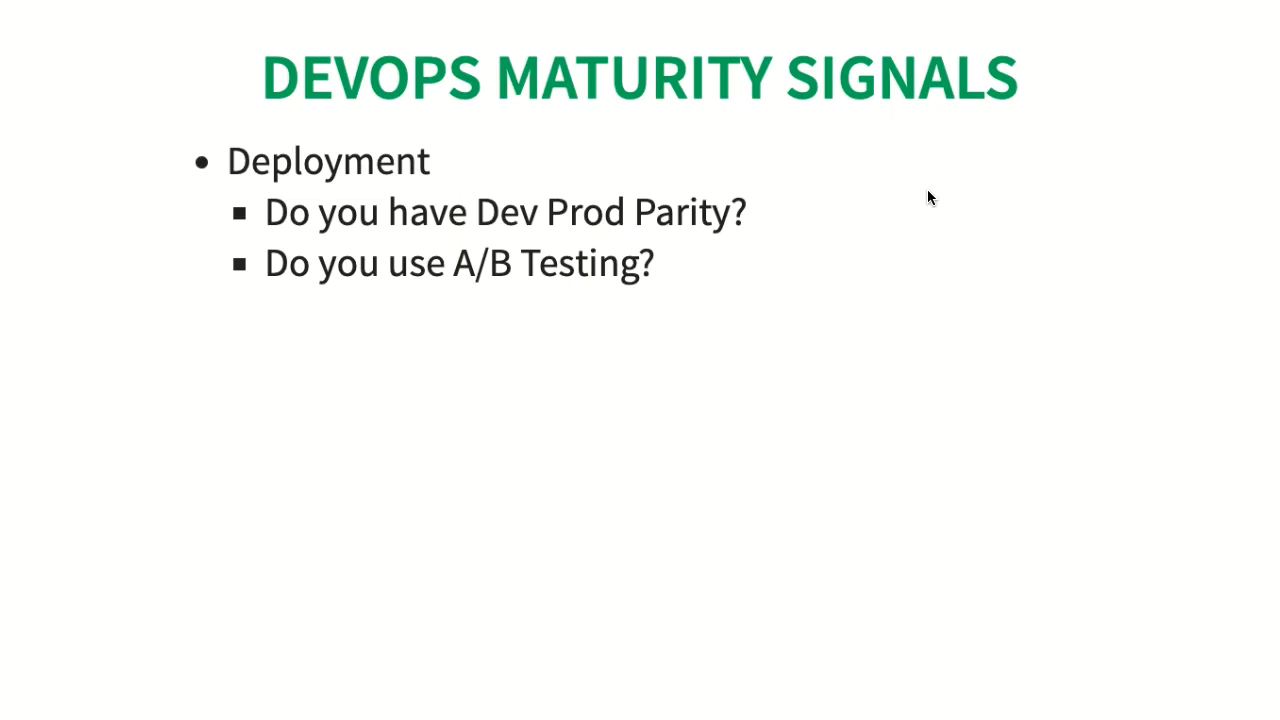 DEVOPS MATURITY SIGNALS
• Deployment
▪ Do you have Dev Prod Parity?
▪ Do you use A/B Testing?